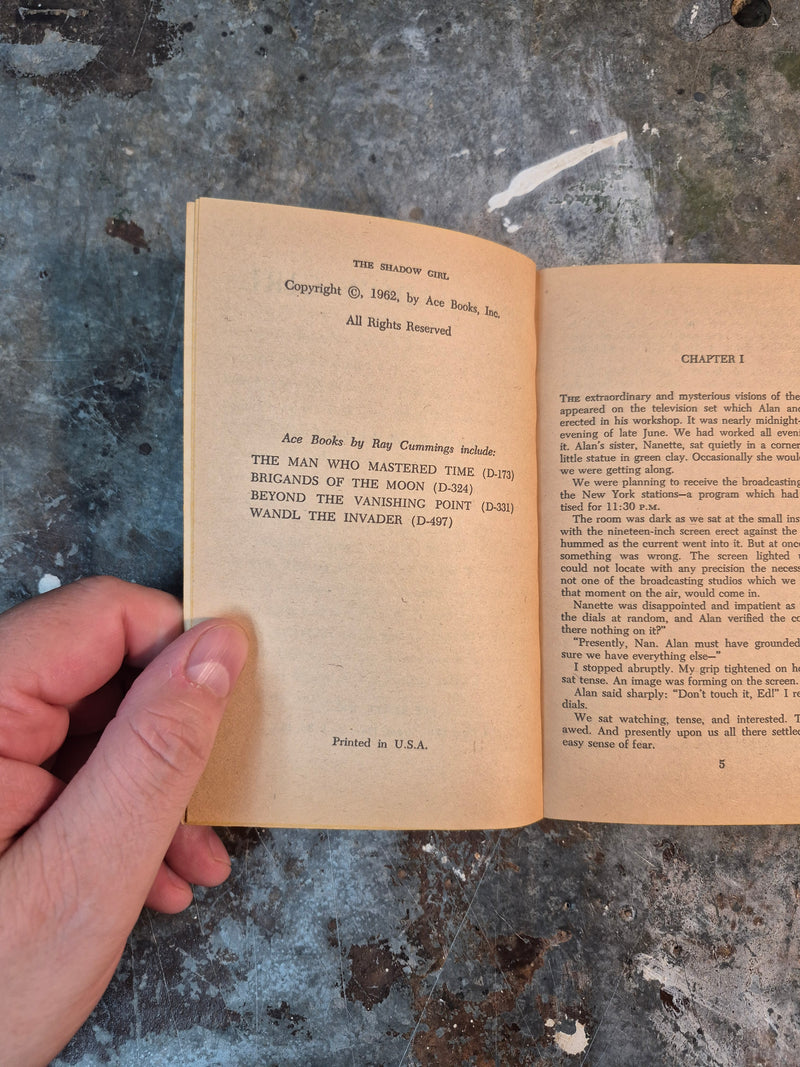 THE SHADOW GIRL
Copyright ©, 1962, by Ace Books, Inc.
All Rights Reserved
Ace Books by Ray Cummings include:
THE MAN WHO MASTERED TIME (D-173)
BRIGANDS OF THE MOON (D-324)
BEYOND THE VANISHING POINT (D-331)
WANDL THE INVADER (D-497)
Printed in U.S.A.
CHAPTER I
THE extraordinary and mysterious visions of the
appeared on the television set which Alan and
erected in his workshop. It was nearly midnight-
evening of late June. We had worked all
it. Alan's sister, Nanette, sat quietly in a corner
little statue in green clay. Occasionally she
we were getting along.
We were planning to receive the broadcasting
the New York stations—a program which had
tised for 11:30 P.M.
The room was dark as we sat at the small
with the nineteen-inch screen erect against the
hummed as the current went into it. But at once
something was wrong. The screen lighted
could not locate with any precision the
not one of the broadcasting studios which we
that moment on the air, would come in.
Nanette was disappointed and impatient as
the dials at random, and Alan verified the
there nothing on it?"
"Presently, Nan. Alan must have grounded
sure we have everything else—"
I stopped abruptly. My grip tightened on
sat tense. An image was forming on the screen.
Alan said sharply: "Don't touch it, Ed!" I
dials.
We sat watching, tense, and interested.
awed. And presently upon us all there settled
easy sense of fear.
5